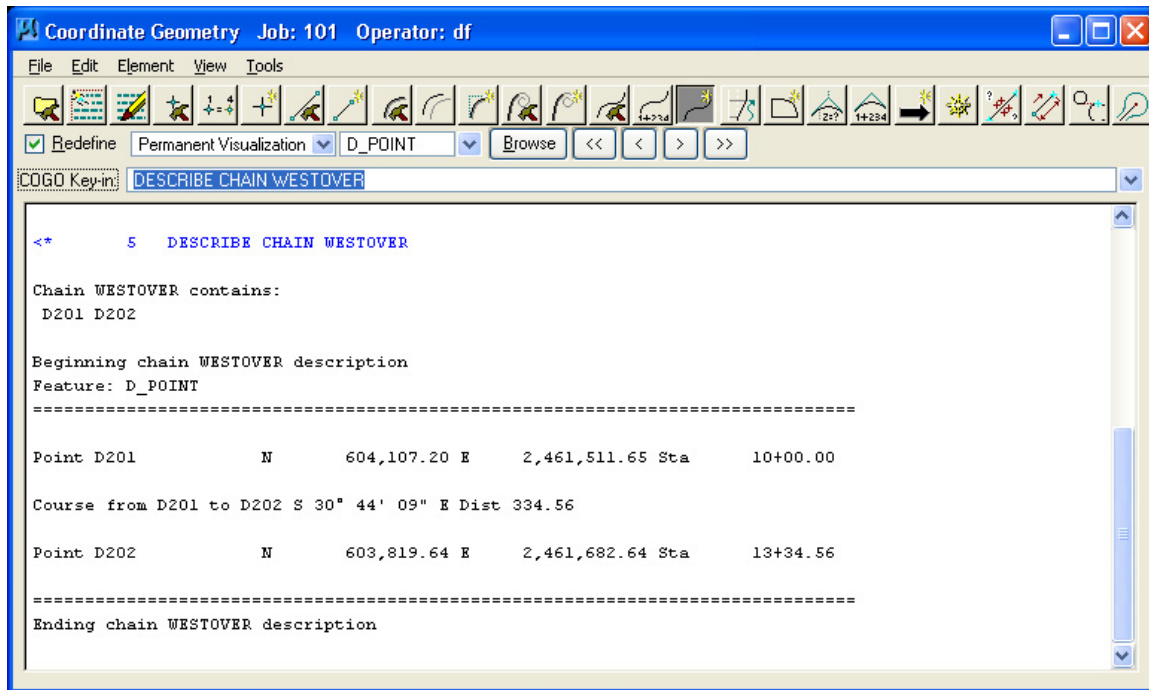 Coordinate Geometry Job: 101 Operator: df
File Edit Element View Tools
Redefine Permanent Visualization D_POINT Browse << < > >>
COGO Key-in: DESCRIBE CHAIN WESTOVER
<* 5 DESCRIBE CHAIN WESTOVER
Chain WESTOVER contains:
D201 D202
Beginning chain WESTOVER description
Feature: D_POINT
===============================================================================
Point D201 N 604,107.20 E 2,461,511.65 Sta 10+00.00
Course from D201 to D202 S 30° 44' 09" E Dist 334.56
Point D202 N 603,819.64 E 2,461,682.64 Sta 13+34.56
===============================================================================
Ending chain WESTOVER description